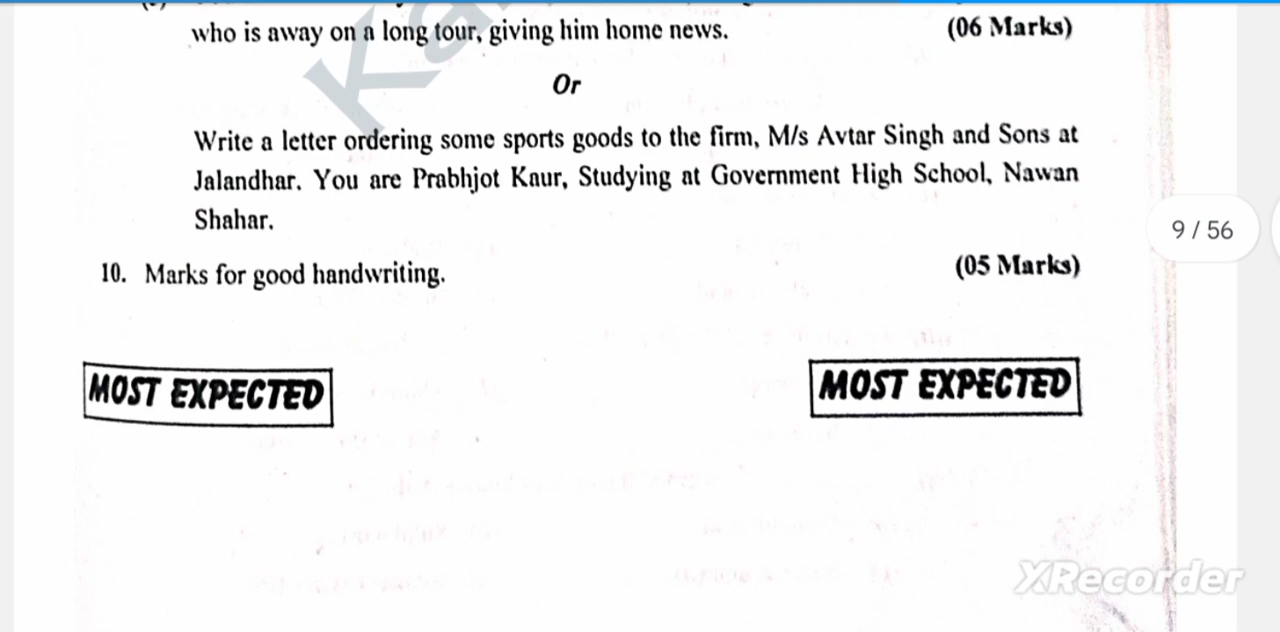 who is away on a long tour, giving him home news. (06 Marks)
Or
Write a letter ordering some sports goods to the firm, M/s Avtar Singh and Sons at
Jalandhar. You are Prabhjot Kaur, Studying at Government High School, Nawan
Shahar.
9 / 56
10. Marks for good handwriting. (05 Marks)
MOST EXPECTED MOST EXPECTED
XRecorder